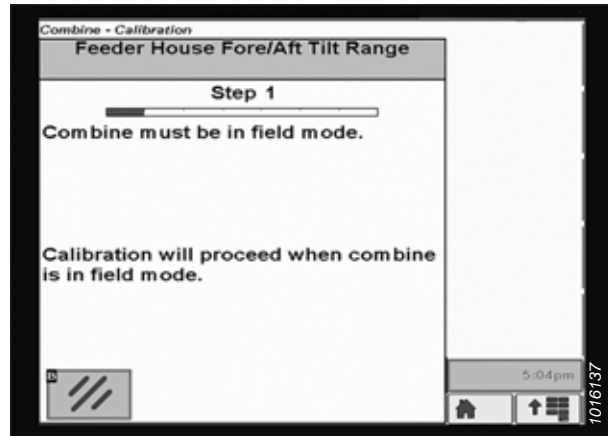 Combine - Calibration
Feeder House Fore/Aft Tilt Range
Step 1
Combine must be in field mode.
Calibration will proceed when combine
is in field mode.
5:04pm
1016137